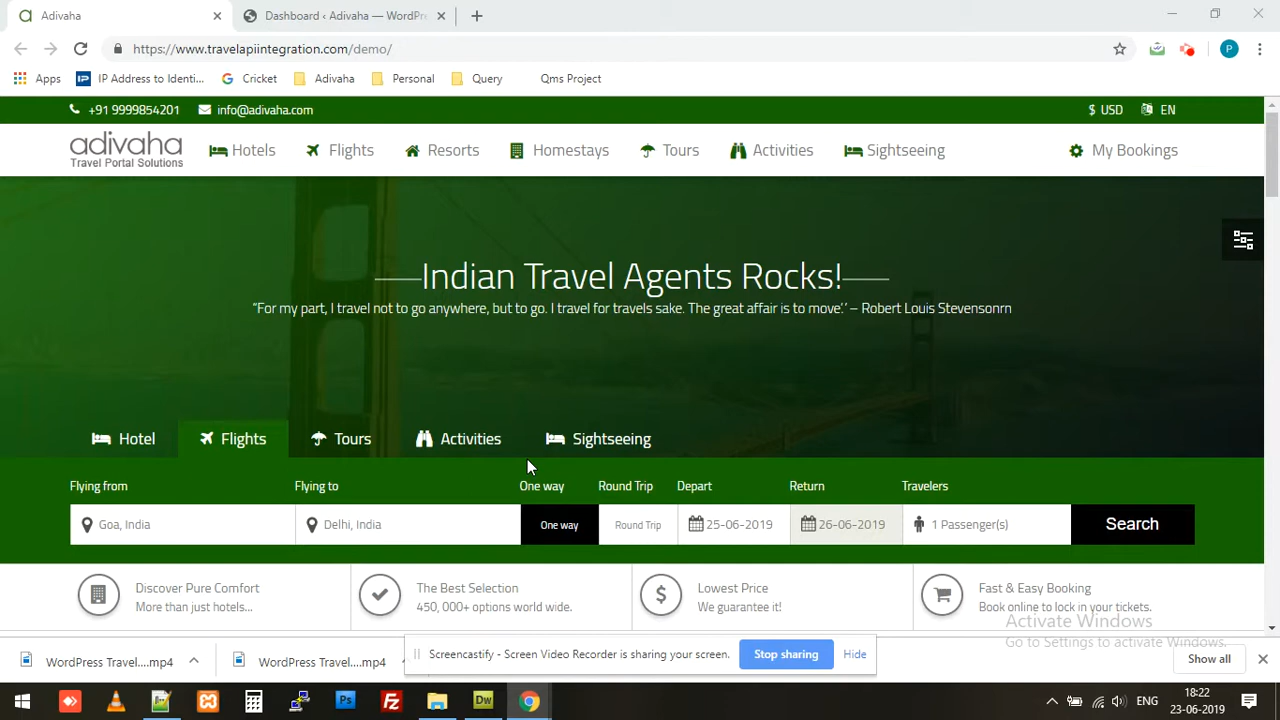 Adivaha
Dashboard ‹ Adivaha — WordPre
https://www.travelapiintegration.com/demo/
P
Apps
IP Address to Identi...
Cricket
Adivaha
Personal
Query
Qms Project
+91 9999854201
info@adivaha.com
$ USD
EN
adivaha
Travel Portal Solutions
Hotels
Flights
Resorts
Homestays
Tours
Activities
Sightseeing
My Bookings
Indian Travel Agents Rocks!
“For my part, I travel not to go anywhere, but to go. I travel for travels sake. The great affair is to move.’’ – Robert Louis Stevensonrn
Hotel
Flights
Tours
Activities
Sightseeing
Flying from
Flying to
One way
Round Trip
Depart
Return
Travelers
Goa, India
Delhi, India
One way
Round Trip
25-06-2019
26-06-2019
1 Passenger(s)
Search
Discover Pure Comfort
More than just hotels...
The Best Selection
450, 000+ options world wide.
Lowest Price
We guarantee it!
Fast & Easy Booking
Book online to lock in your tickets.
Activate Windows
Go to Settings to activate Windows.
WordPress Travel....mp4
WordPress Travel....mp4
Screencastify - Screen Video Recorder is sharing your screen.
Stop sharing
Hide
Show all
Ps
Fz
Dw
ENG
18:22
23-06-2019